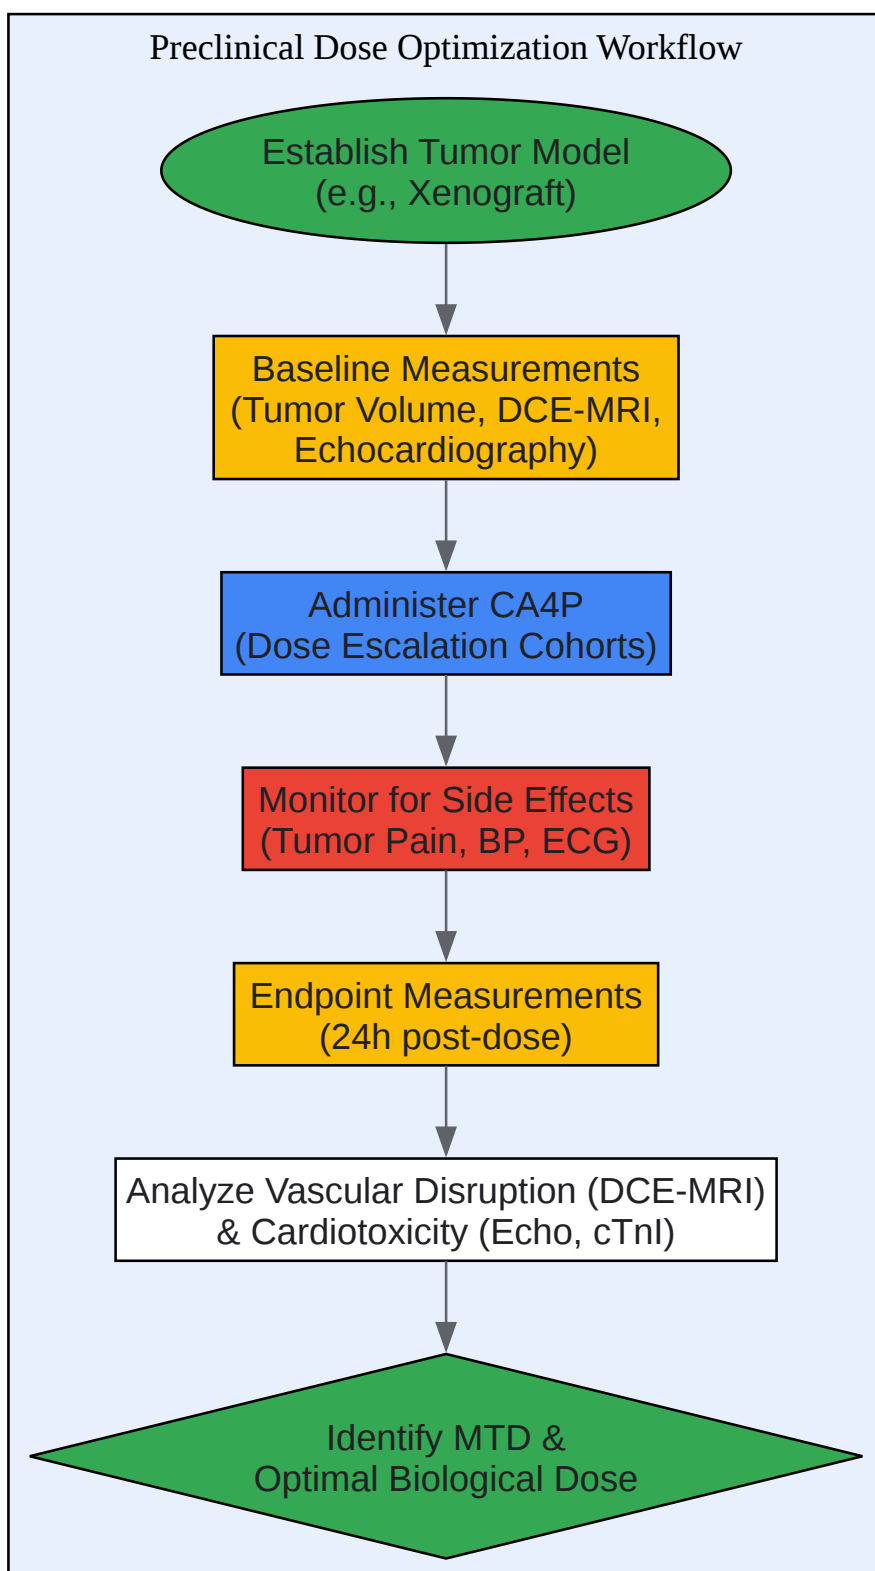 Preclinical Dose Optimization Workflow
Establish Tumor Model
(e.g., Xenograft)
Baseline Measurements
(Tumor Volume, DCE-MRI,
Echocardiography)
Administer CA4P
(Dose Escalation Cohorts)
Monitor for Side Effects
(Tumor Pain, BP, ECG)
Endpoint Measurements
(24h post-dose)
Analyze Vascular Disruption (DCE-MRI)
& Cardiotoxicity (Echo, cTnI)
Identify MTD &
Optimal Biological Dose